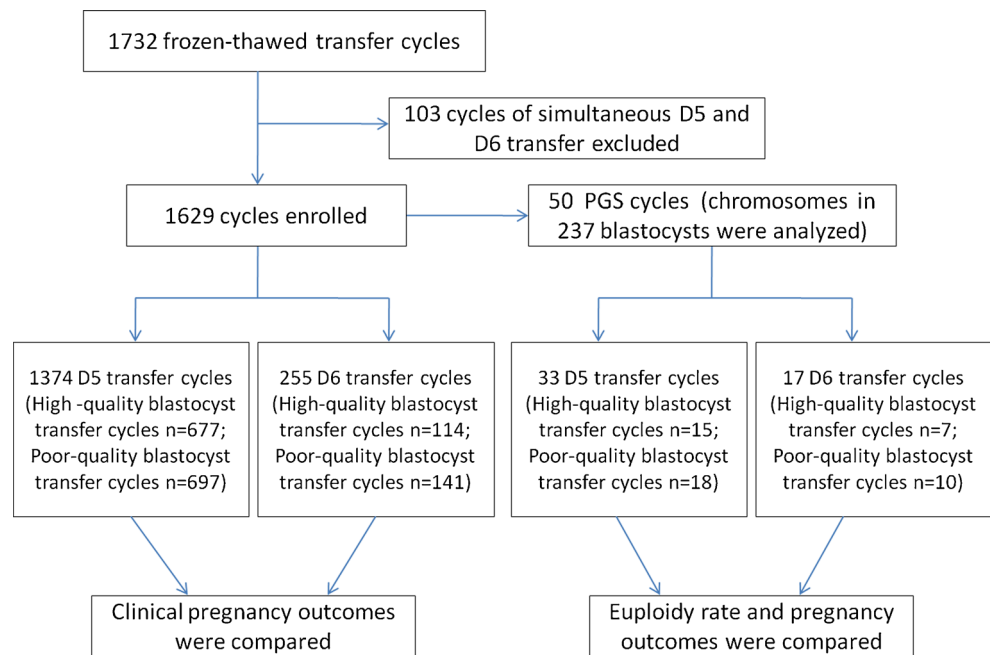 1732 frozen-thawed transfer cycles
103 cycles of simultaneous D5 and
D6 transfer excluded
1629 cycles enrolled
50 PGS cycles (chromosomes in
237 blastocysts were analyzed)
1374 D5 transfer cycles
(High -quality blastocyst
transfer cycles n=677;
Poor-quality blastocyst
transfer cycles n=697)
255 D6 transfer cycles
(High-quality blastocyst
transfer cycles n=114;
Poor-quality blastocyst
transfer cycles n=141)
33 D5 transfer cycles
(High-quality blastocyst
transfer cycles n=15;
Poor-quality blastocyst
transfer cycles n=18)
17 D6 transfer cycles
(High-quality blastocyst
transfer cycles n=7;
Poor-quality blastocyst
transfer cycles n=10)
Clinical pregnancy outcomes
were compared
Euploidy rate and pregnancy
outcomes were compared